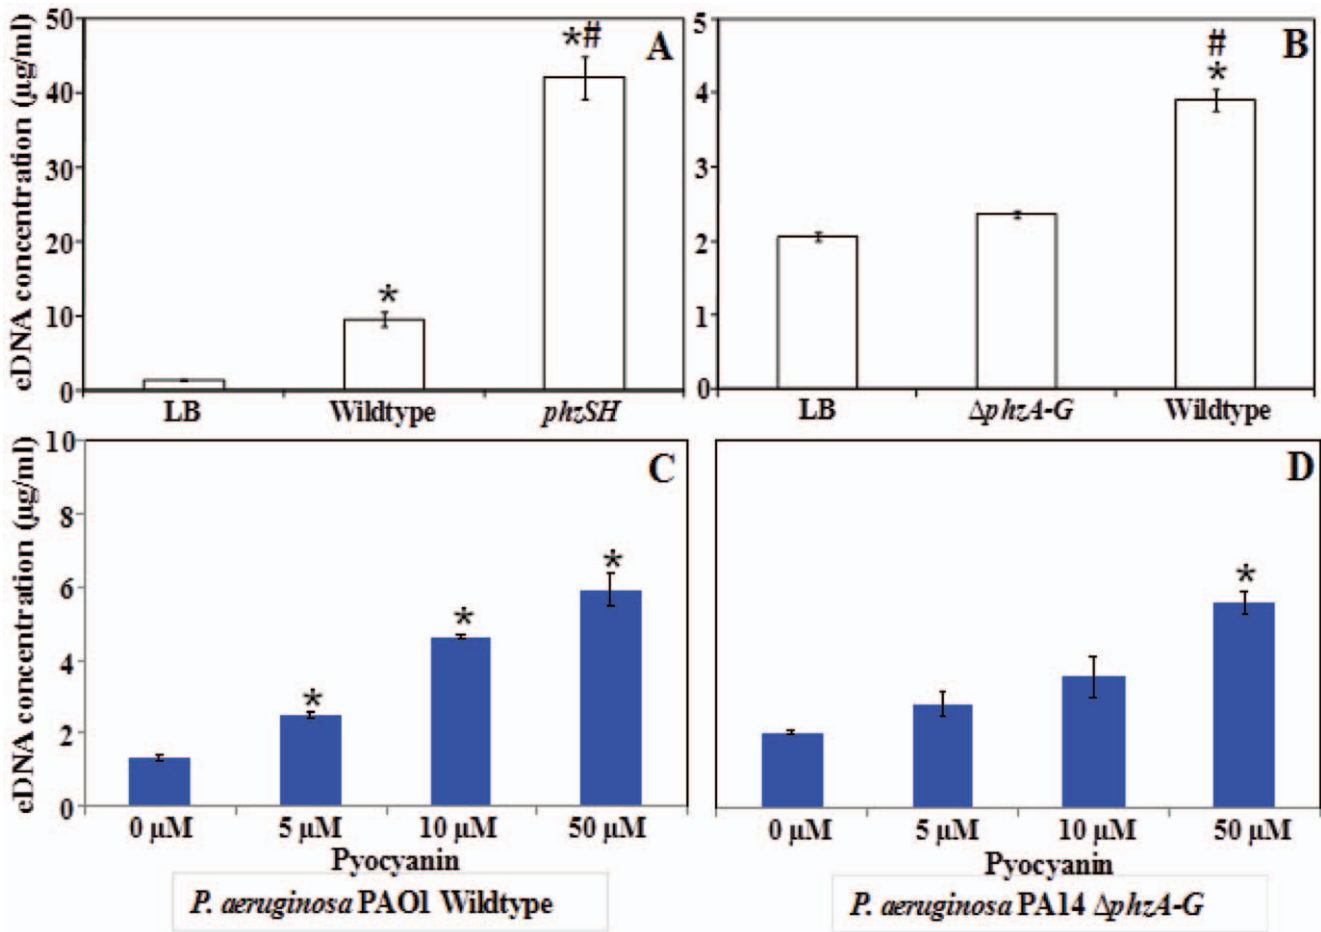 eDNA concentration (µg/ml)
50
40
30
20
10
0
*
*#
A
LB Wildtype phzSH
5
4
3
2
1
0
#
*
B
LB ΔphzA-G Wildtype
eDNA concentration (µg/ml)
10
8
6
4
2
0
*
*
*
C
0 µM 5 µM 10 µM 50 µM
Pyocyanin
P. aeruginosa PAO1 Wildtype
*
D
0 µM 5 µM 10 µM 50 µM
Pyocyanin
P. aeruginosa PA14 ΔphzA-G